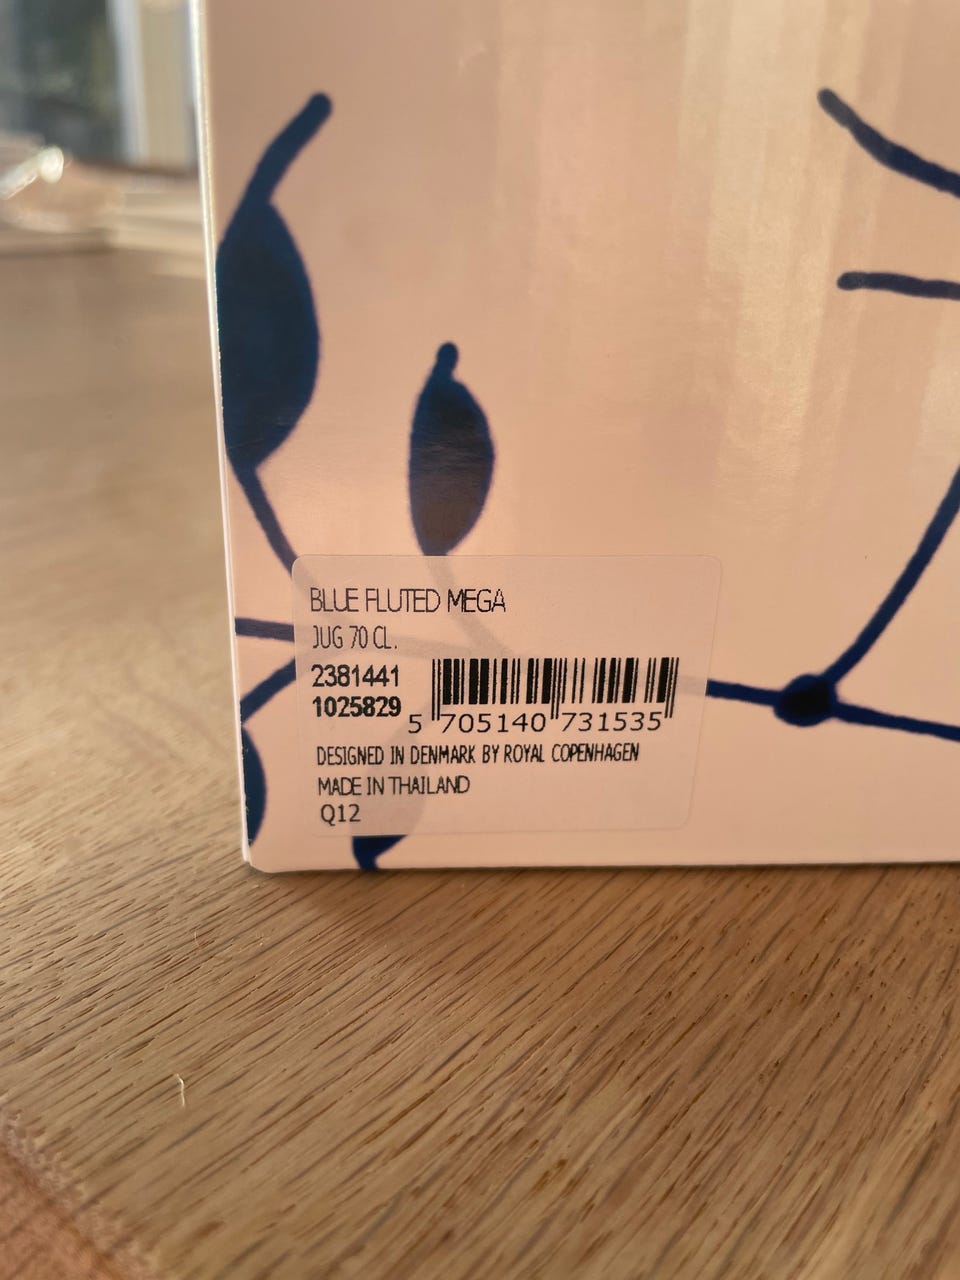 BLUE FLUTED MEGA
JUG 70 CL.
2381441
1025829
5 705140 731535
DESIGNED IN DENMARK BY ROYAL COPENHAGEN
MADE IN THAILAND
Q12